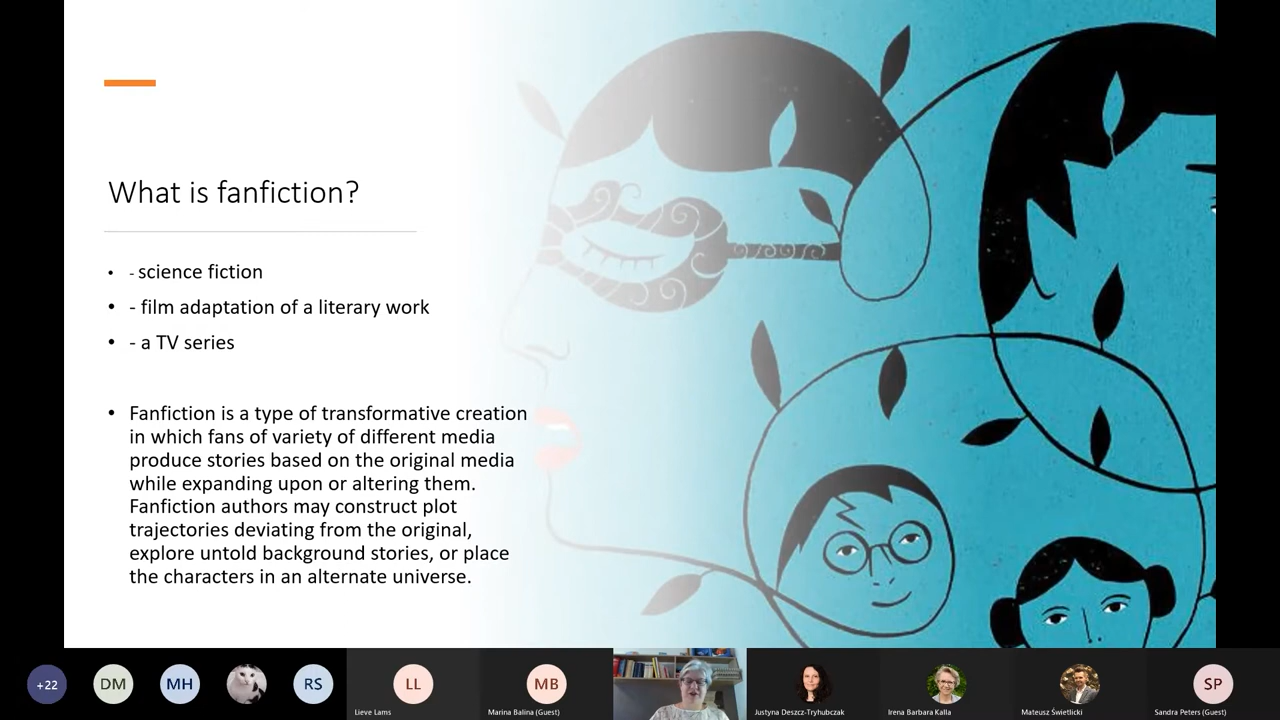 What is fanfiction?
• - science fiction
• - film adaptation of a literary work
• - a TV series
• Fanfiction is a type of transformative creation
in which fans of variety of different media
produce stories based on the original media
while expanding upon or altering them.
Fanfiction authors may construct plot
trajectories deviating from the original,
explore untold background stories, or place
the characters in an alternate universe.
+22
DM
MH
RS
LL
MB
SP
Lieve Lams
Marina Balina (Guest)
Justyna Deszcz-Tryhubczak
Irena Barbara Kalla
Mateusz Świetlicki
Sandra Peters (Guest)